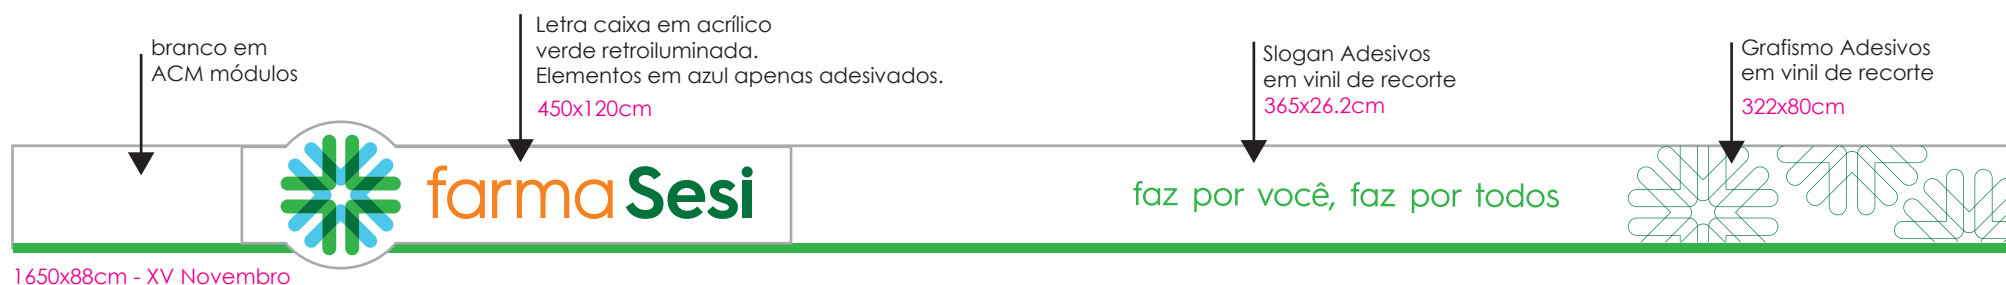 branco em
ACM módulos
Letra caixa em acrílico
verde retroiluminada.
Elementos em azul apenas adesivados.
450x120cm
Slogan Adesivos
em vinil de recorte
365x26.2cm
Grafismo Adesivos
em vinil de recorte
322x80cm
farma Sesi
faz por você, faz por todos
1650x88cm - XV Novembro